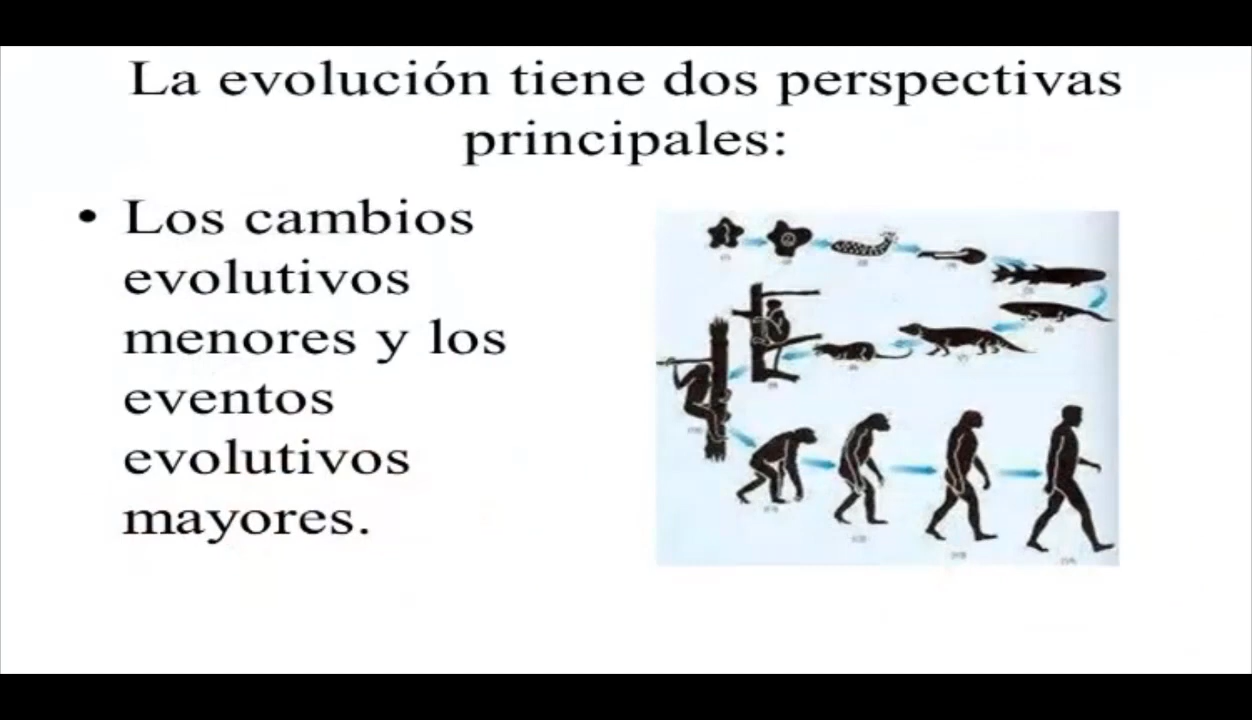 La evolución tiene dos perspectivas
principales:
• Los cambios
evolutivos
menores y los
eventos
evolutivos
mayores.